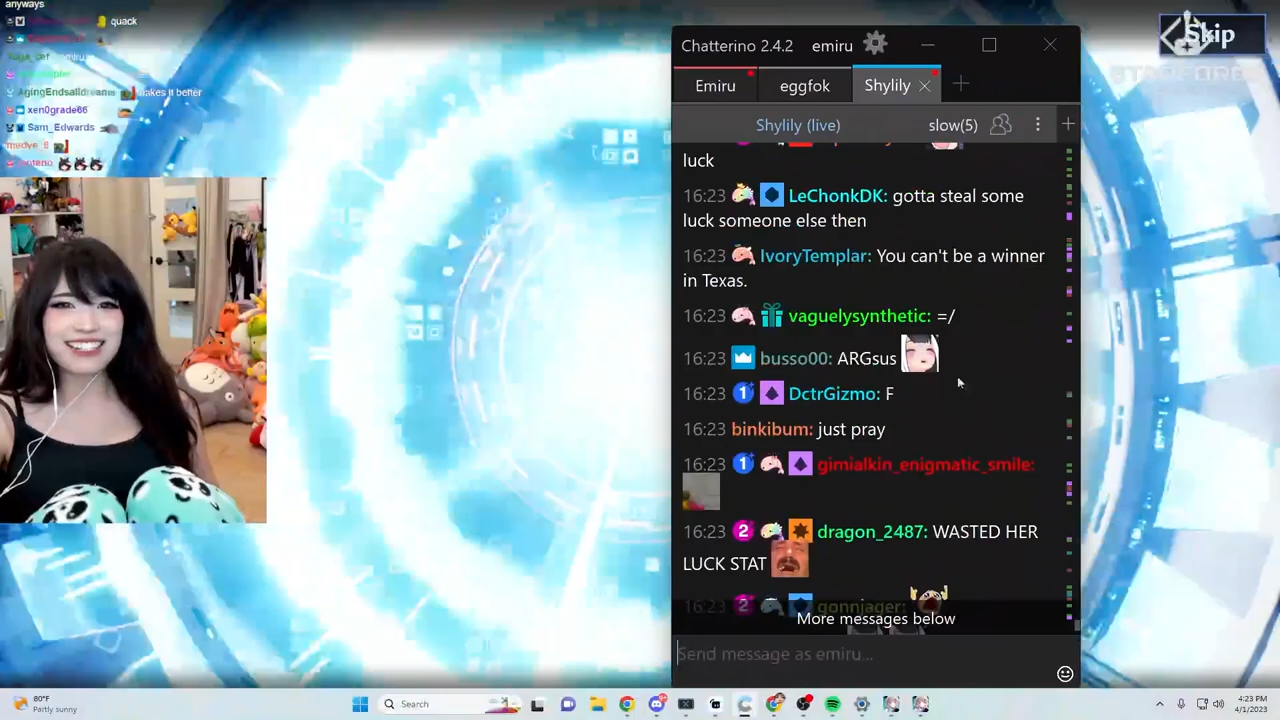 anyways
quack
AgingEndsalldreams
makes it better
xen0grade66
Sam_Edwards
Skip
Chatterino 2.4.2
emiru
Emiru
eggfok
Shylily
Shylily (live)
slow(5)
luck
16:23 LeChonkDK: gotta steal some
luck someone else then
16:23 IvoryTemplar: You can't be a winner
in Texas.
16:23 vaguelysynthetic: =/
16:23 busso00: ARGsus
16:23 1 DctrGizmo: F
16:23 binkibum: just pray
16:23 1 gimialkin_enigmatic_smile:
16:23 2 dragon_2487: WASTED HER
LUCK STAT
16:23 2 gonnjager:
More messages below
Send message as emiru...
80°F
Partly sunny
Search
4:23 PM
4/1/2023